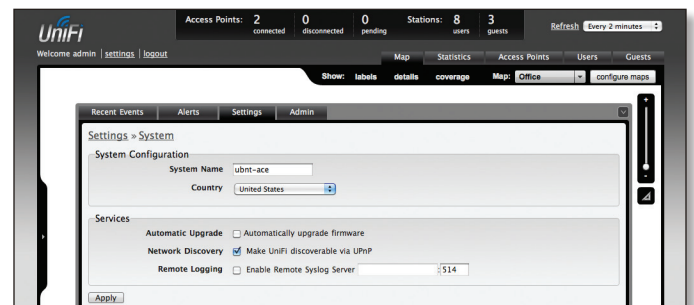 UniFi
Access Points: 2 connected 0 disconnected 0 pending Stations: 8 users 3 guests Refresh Every 2 minutes
Welcome admin | settings | logout
Map Statistics Access Points Users Guests
Show: labels details coverage Map: Office configure maps
Recent Events Alerts Settings Admin
Settings » System
System Configuration
System Name ubnt-ace
Country United States
Services
Automatic Upgrade Automatically upgrade firmware
Network Discovery Make UniFi discoverable via UPnP
Remote Logging Enable Remote Syslog Server : 514
Apply